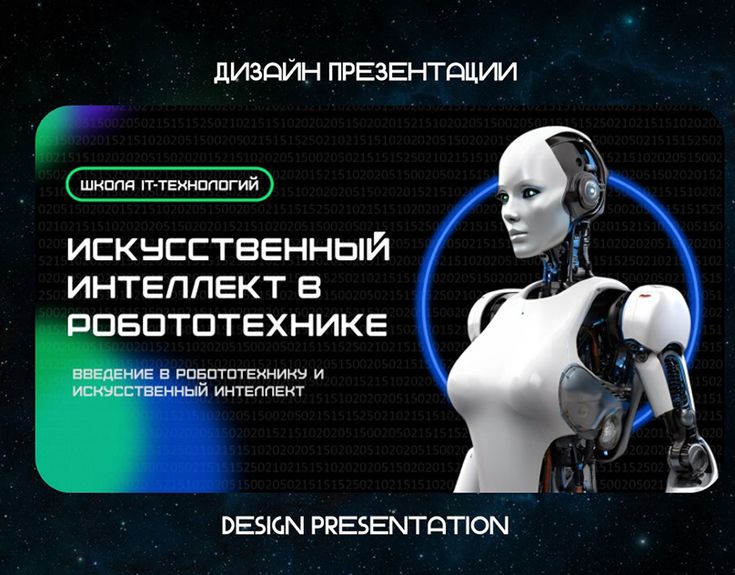 ДИЗАЙН ПРЕЗЕНТАЦИИ
ШКОЛА IT-ТЕХНОЛОГИЙ
ИСКУССТВЕННЫЙ
ИНТЕЛЛЕКТ В
РОБОТОТЕХНИКЕ
ВВЕДЕНИЕ В РОБОТОТЕХНИКУ И
ИСКУССТВЕННЫЙ ИНТЕЛЛЕКТ
DESIGN PRESENTATION